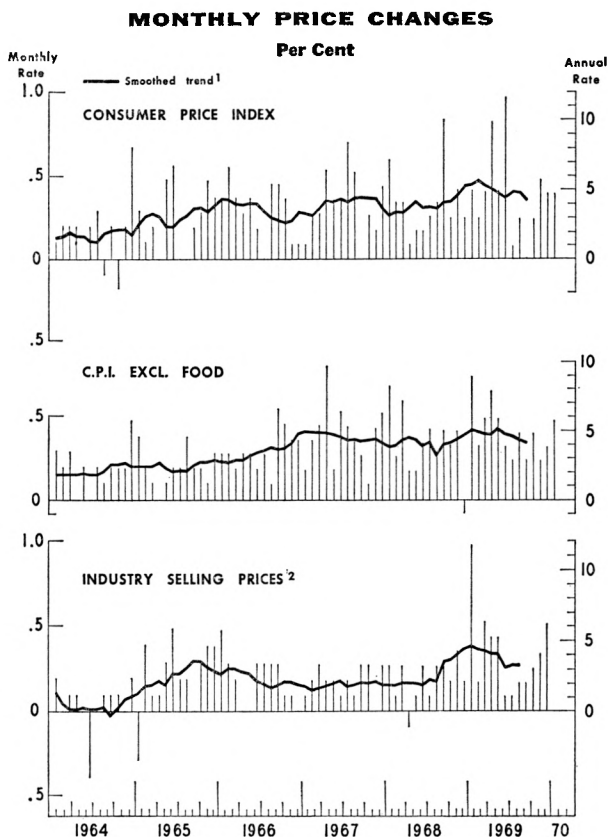 MONTHLY PRICE CHANGES
Per Cent
Monthly Rate
Annual Rate
Smoothed trend1
CONSUMER PRICE INDEX
1.0
.5
0
.5
10
5
0
C.P.I. EXCL. FOOD
.5
0
10
5
0
INDUSTRY SELLING PRICES2
1.0
.5
0
.5
10
5
0
1964 1965 1966 1967 1968 1969 70